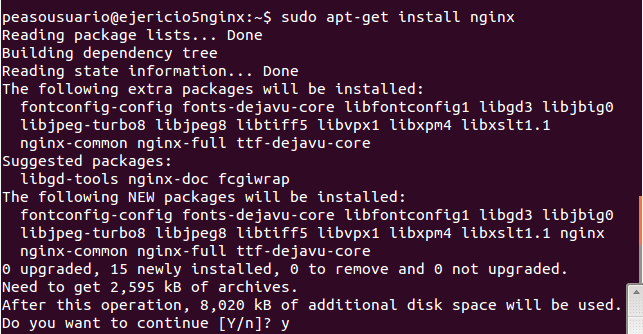 peasousuario@ejericio5nginx:~$ sudo apt-get install nginx
Reading package lists... Done
Building dependency tree
Reading state information... Done
The following extra packages will be installed:
  fontconfig-config fonts-dejavu-core libfontconfig1 libgd3 libjbig0
  libjpeg-turbo8 libjpeg8 libtiff5 libvpx1 libxpm4 libxslt1.1
  nginx-common nginx-full ttf-dejavu-core
Suggested packages:
  libgd-tools nginx-doc fcgiwrap
The following NEW packages will be installed:
  fontconfig-config fonts-dejavu-core libfontconfig1 libgd3 libjbig0
  libjpeg-turbo8 libjpeg8 libtiff5 libvpx1 libxpm4 libxslt1.1 nginx
  nginx-common nginx-full ttf-dejavu-core
0 upgraded, 15 newly installed, 0 to remove and 0 not upgraded.
Need to get 2,595 kB of archives.
After this operation, 8,020 kB of additional disk space will be used.
Do you want to continue [Y/n]? y